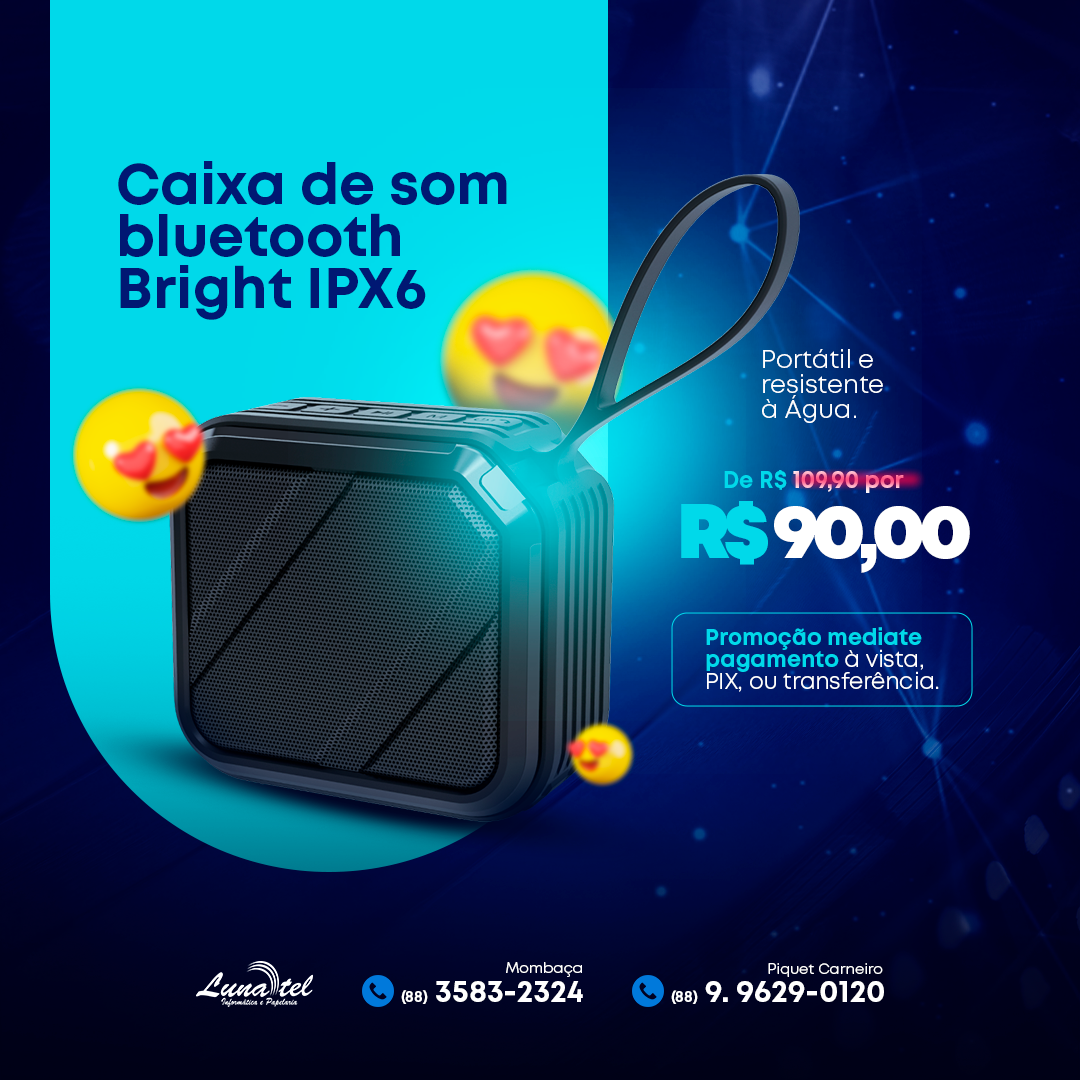 Caixa de som
bluetooth
Bright IPX6
Portátil e
resistente
à Água.
De R$ 109,90 por
R$ 90,00
Promoção mediate
pagamento à vista,
PIX, ou transferência.
Lunatel
Informática e Papelaria
Mombaça
(88) 3583-2324
Piquet Carneiro
(88) 9. 9629-0120